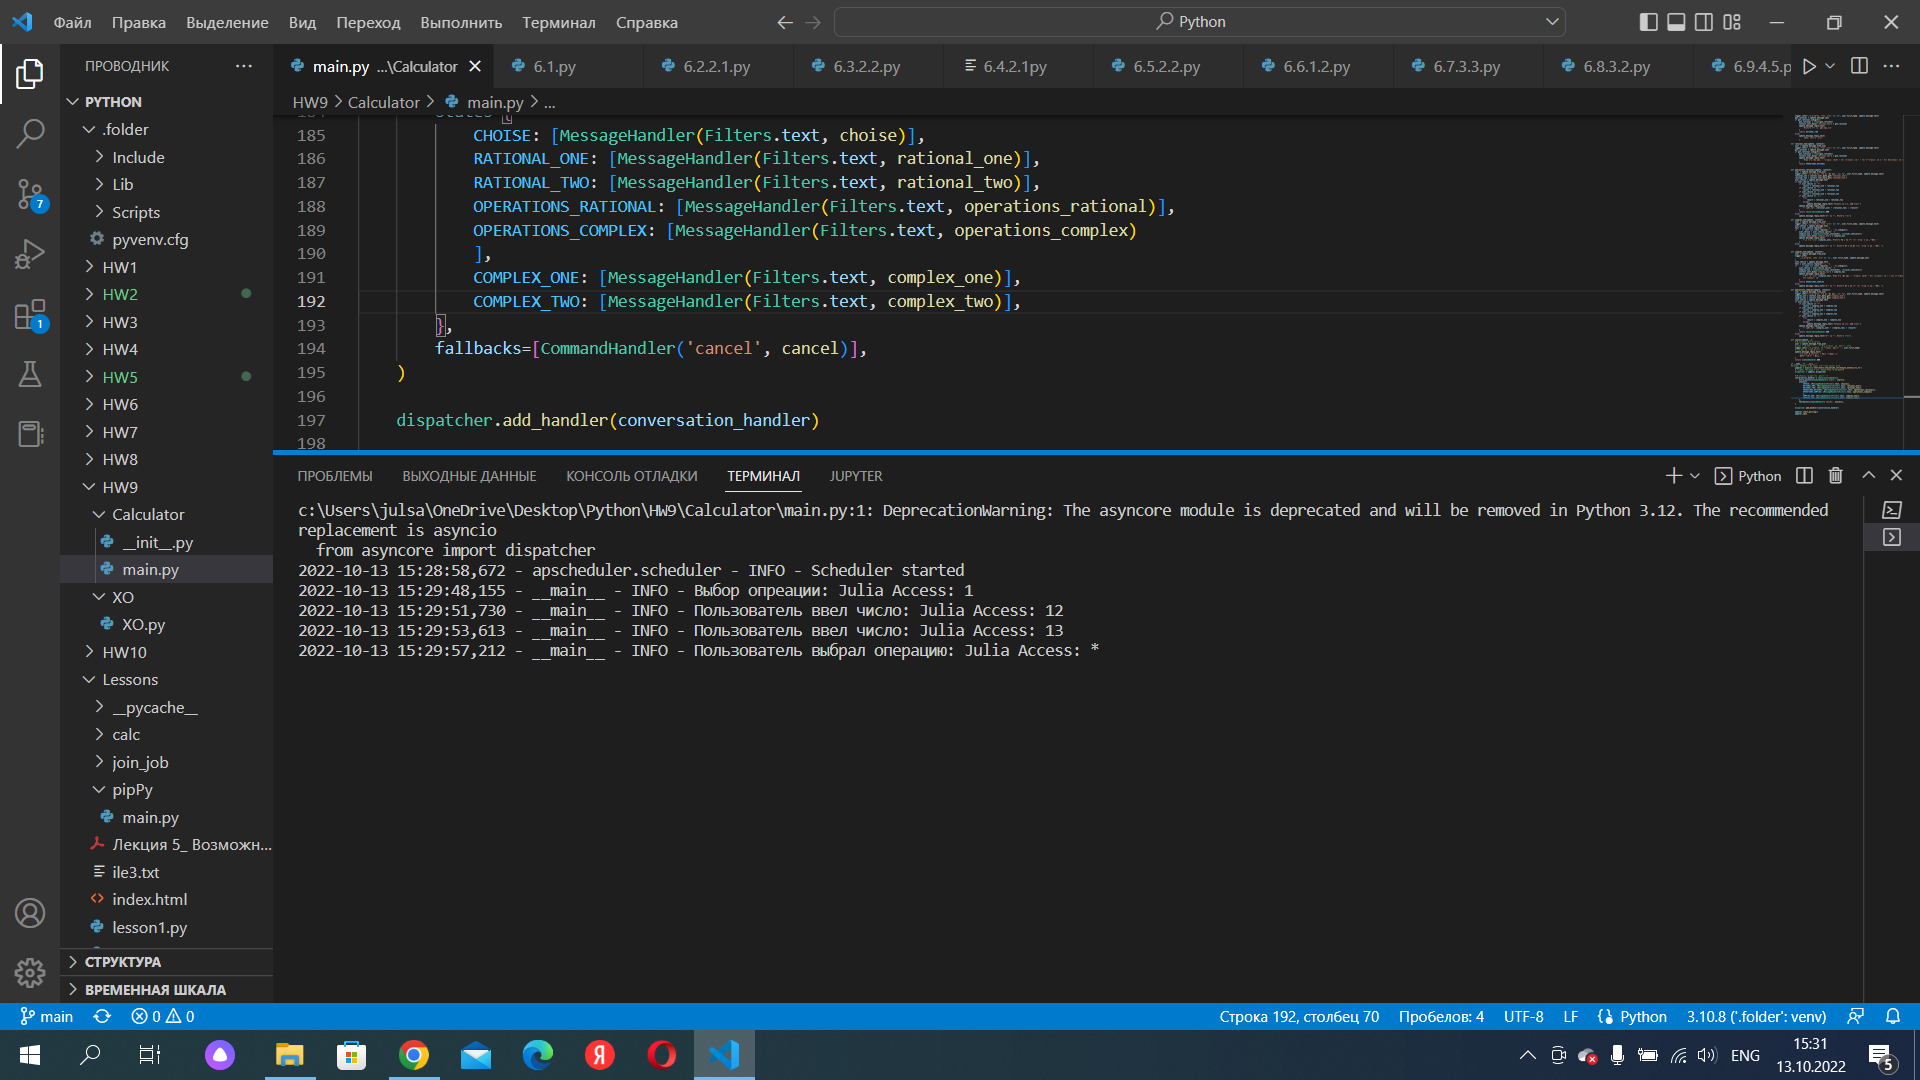 Файл Правка Выделение Вид Переход Выполнить Терминал Справка Python
ПРОВОДНИК
main.py ...\Calculator 6.1.py 6.2.2.1.py 6.3.2.2.py 6.4.2.1py 6.5.2.2.py 6.6.1.2.py 6.7.3.3.py 6.8.3.2.py 6.9.4.5.p
HW9 Calculator main.py ...
PYTHON
.folder
Include
Lib
Scripts
pyvenv.cfg
HW1
HW2
HW3
HW4
HW5
HW6
HW7
HW8
HW9
Calculator
__init__.py
main.py
XO
XO.py
HW10
Lessons
__pycache__
calc
join_job
pipPy
main.py
Лекция 5_ Возможн...
ile3.txt
index.html
lesson1.py
СТРУКТУРА
ВРЕМЕННАЯ ШКАЛА
7
1
185 CHOISE: [MessageHandler(Filters.text, choise)],
186 RATIONAL_ONE: [MessageHandler(Filters.text, rational_one)],
187 RATIONAL_TWO: [MessageHandler(Filters.text, rational_two)],
188 OPERATIONS_RATIONAL: [MessageHandler(Filters.text, operations_rational)],
189 OPERATIONS_COMPLEX: [MessageHandler(Filters.text, operations_complex)
190 ],
191 COMPLEX_ONE: [MessageHandler(Filters.text, complex_one)],
192 COMPLEX_TWO: [MessageHandler(Filters.text, complex_two)],
193 },
194 fallbacks=[CommandHandler('cancel', cancel)],
195 )
196
197 dispatcher.add_handler(conversation_handler)
198
ПРОБЛЕМЫ ВЫХОДНЫЕ ДАННЫЕ КОНСОЛЬ ОТЛАДКИ ТЕРМИНАЛ JUPYTER Python
c:\Users\julsa\OneDrive\Desktop\Python\HW9\Calculator\main.py:1: DeprecationWarning: The asyncore module is deprecated and will be removed in Python 3.12. The recommended
replacement is asyncio
from asyncore import dispatcher
2022-10-13 15:28:58,672 - apscheduler.scheduler - INFO - Scheduler started
2022-10-13 15:29:48,155 - __main__ - INFO - Выбор опреации: Julia Access: 1
2022-10-13 15:29:51,730 - __main__ - INFO - Пользователь ввел число: Julia Access: 12
2022-10-13 15:29:53,613 - __main__ - INFO - Пользователь ввел число: Julia Access: 13
2022-10-13 15:29:57,212 - __main__ - INFO - Пользователь выбрал операцию: Julia Access: *
main 0 0 Строка 192, столбец 70 Пробелов: 4 UTF-8 LF Python 3.10.8 ('.folder': venv)
Я ENG 15:31
13.10.2022 5